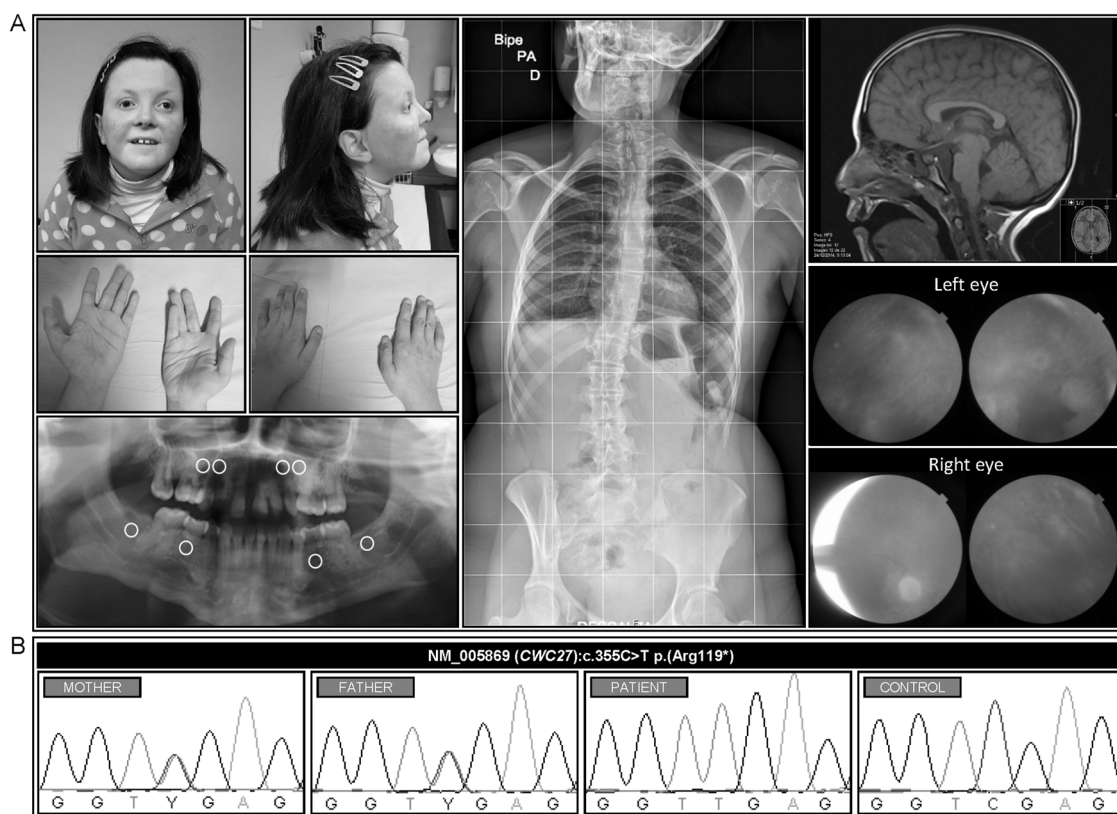 A
Bipe
PA
D
Left eye
Right eye
B
NM_005869 (CWC27):c.355C>T p.(Arg119*)
MOTHER
FATHER
PATIENT
CONTROL
G G T Y G A G
G G T Y G A G
G G T T G A G
G G T C G A G